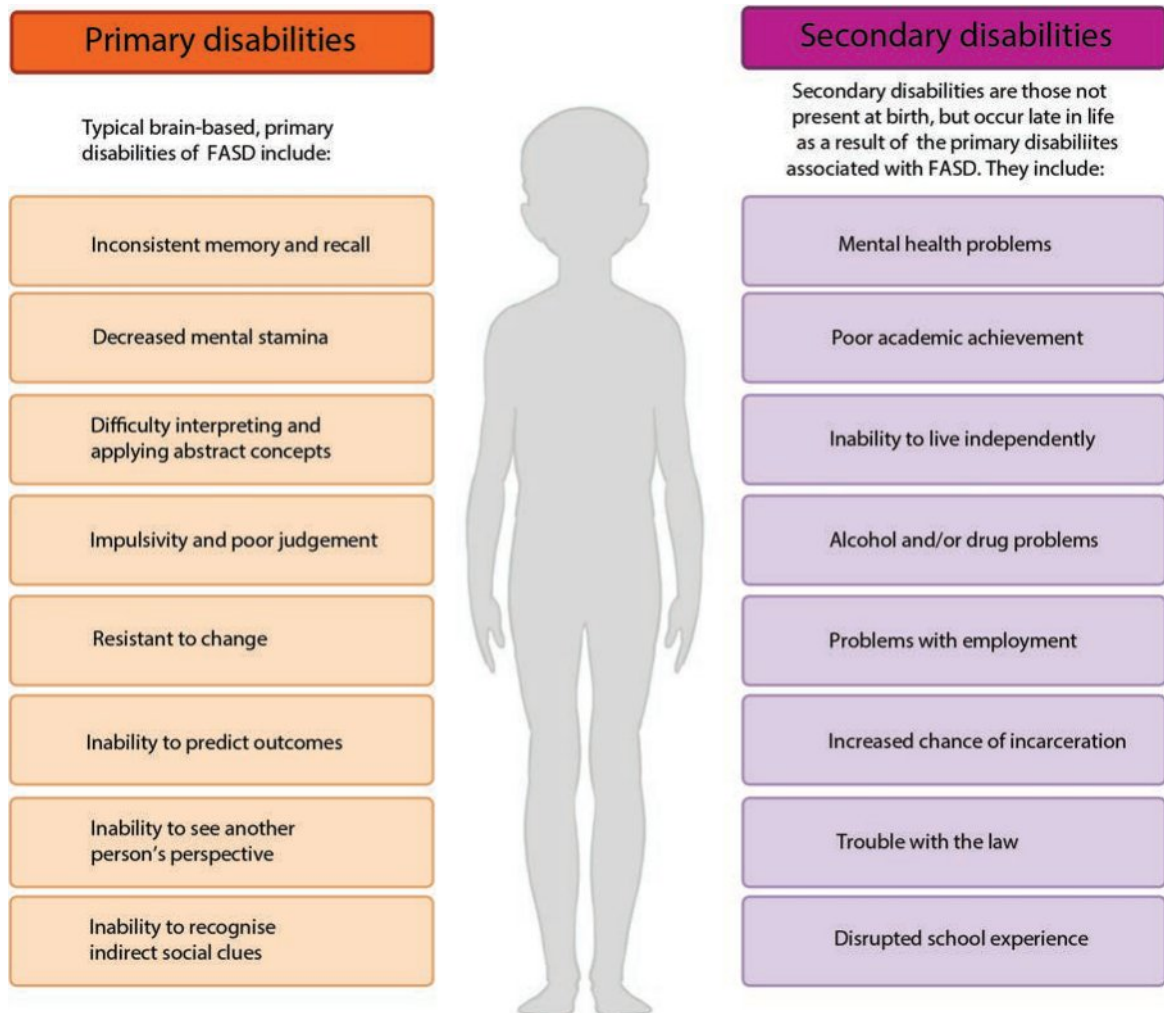 Primary disabilities
Typical brain-based, primary
disabilities of FASD include:
Inconsistent memory and recall
Decreased mental stamina
Difficulty interpreting and
applying abstract concepts
Impulsivity and poor judgement
Resistant to change
Inability to predict outcomes
Inability to see another
person's perspective
Inability to recognise
indirect social clues
Secondary disabilities
Secondary disabilities are those not
present at birth, but occur late in life
as a result of the primary disabiliites
associated with FASD. They include:
Mental health problems
Poor academic achievement
Inability to live independently
Alcohol and/or drug problems
Problems with employment
Increased chance of incarceration
Trouble with the law
Disrupted school experience